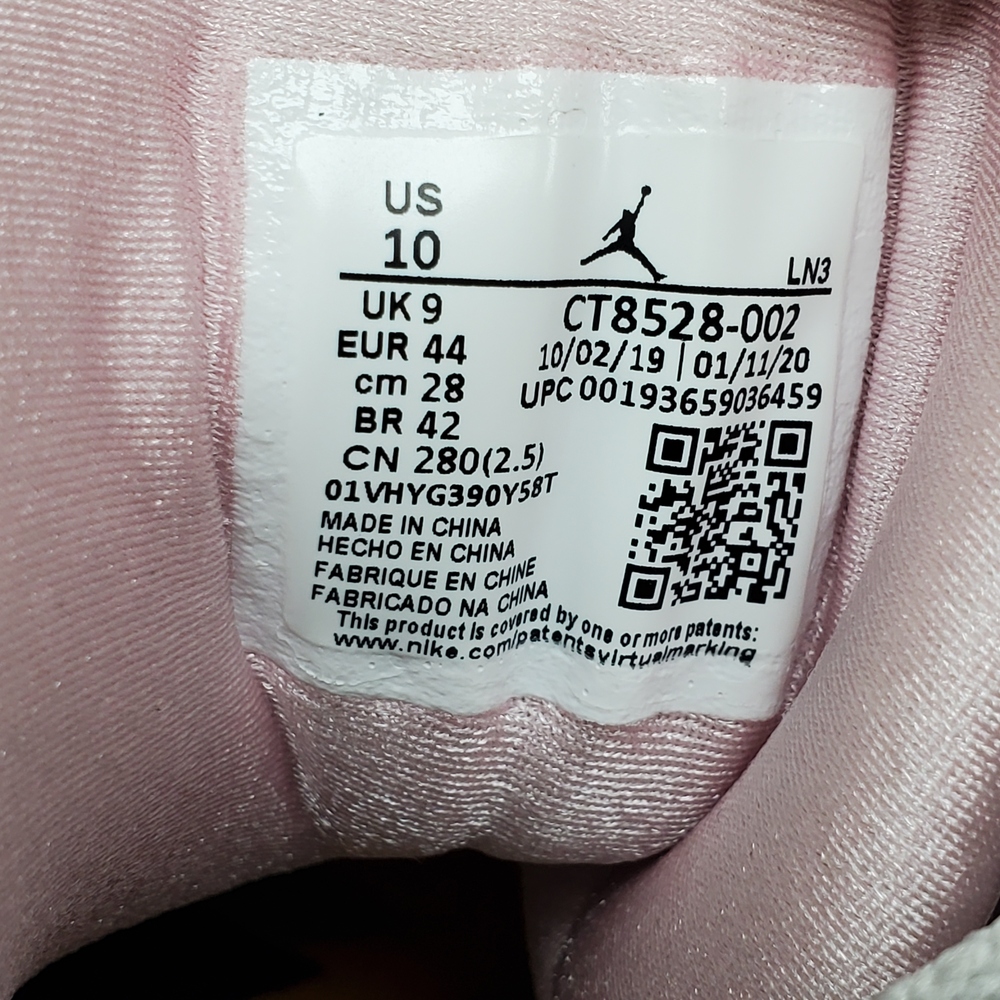 US
10
LN3
UK 9
EUR 44
cm 28
BR 42
CN 280(2.5)
01VHYG390Y58T
MADE IN CHINA
HECHO EN CHINA
FABRIQUE EN CHINE
FABRICADO NA CHINA
CT8528-002
10/02/19 | 01/11/20
UPC 00193659036459
This product is covered by one or more patents:
www.nike.com/patentsvirtualmarking